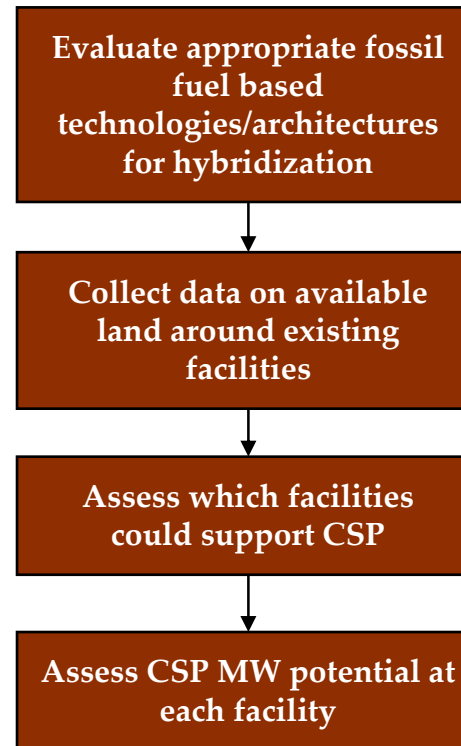 Evaluate appropriate fossil
fuel based
technologies/architectures
for hybridization
Collect data on available
land around existing
facilities
Assess which facilities
could support CSP
Assess CSP MW potential at
each facility